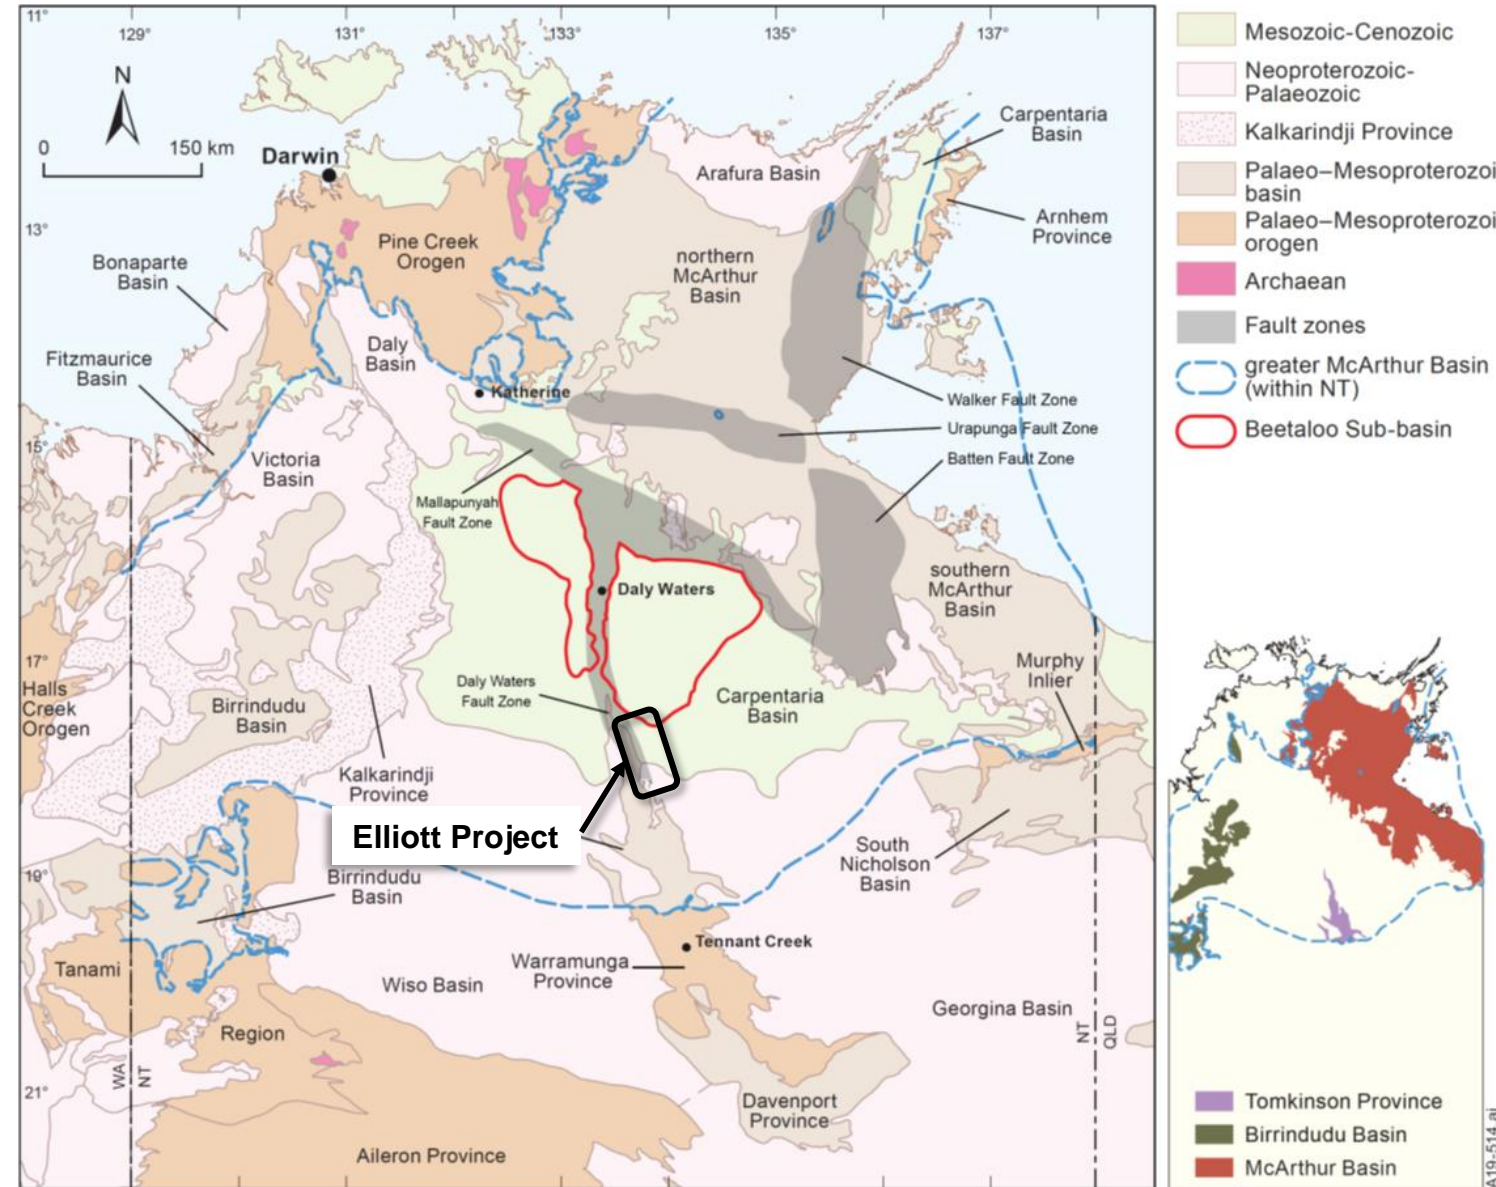 11°
129°
131°
133°
135°
137°
N
0
150 km
Darwin
Arafura Basin
Carpentaria
Basin
13°
Pine Creek
Orogen
Arnhem
Province
northern
McArthur
Basin
Bonaparte
Basin
Fitzmaurice
Basin
Daly
Basin
Katherine
Walker Fault Zone
Urapunga Fault Zone
Batten Fault Zone
15°
Victoria
Basin
Mallapunyah
Fault Zone
Daly Waters
southern
McArthur
Basin
17°
Halls
Creek
Orogen
Birrindudu
Basin
Daly Waters
Fault Zone
Carpentaria
Basin
Murphy
Inlier
Kalkarindji
Province
Elliott Project
19°
Birrindudu
Basin
South
Nicholson
Basin
Tanami
Wiso Basin
Warramunga
Province
Tennant Creek
Georgina Basin
Region
WA
NT
NT
QLD
21°
Davenport
Province
Aileron Province
Mesozoic-Cenozoic
Neoproterozoic-
Palaeozoic
Kalkarindji Province
Palaeo–Mesoproterozoi
basin
Palaeo–Mesoproterozoi
orogen
Archaean
Fault zones
greater McArthur Basin
(within NT)
Beetaloo Sub-basin
Tomkinson Province
Birrindudu Basin
McArthur Basin
A19-514.ai